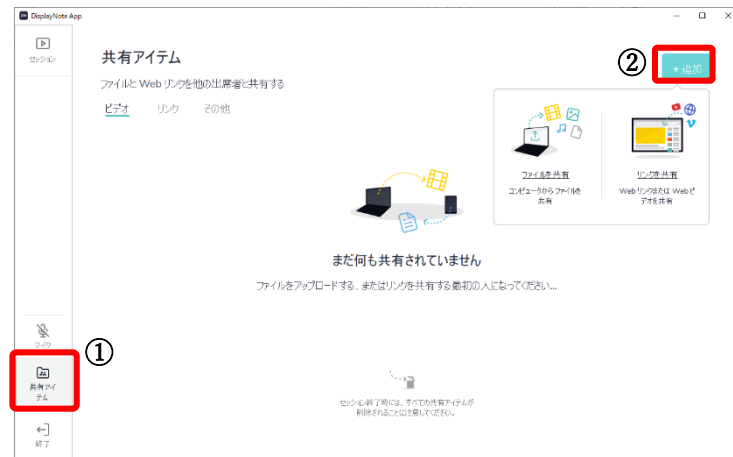 DisplayNote App
セッション
共有アイテム
ファイルと Web リンクを他の出席者と共有する
ビデオ リンク その他
②
+ 追加
ファイルを共有
コンピュータからファイルを
共有
リンクを共有
Web リンクまたは Webビ
デオを共有
まだ何も共有されていません
ファイルをアップロードする、またはリンクを共有する最初の人になってください...
マイク
①
共有アイ
テム
セッション終了時には、すべての共有アイテムが
削除されることに注意してください。
終了